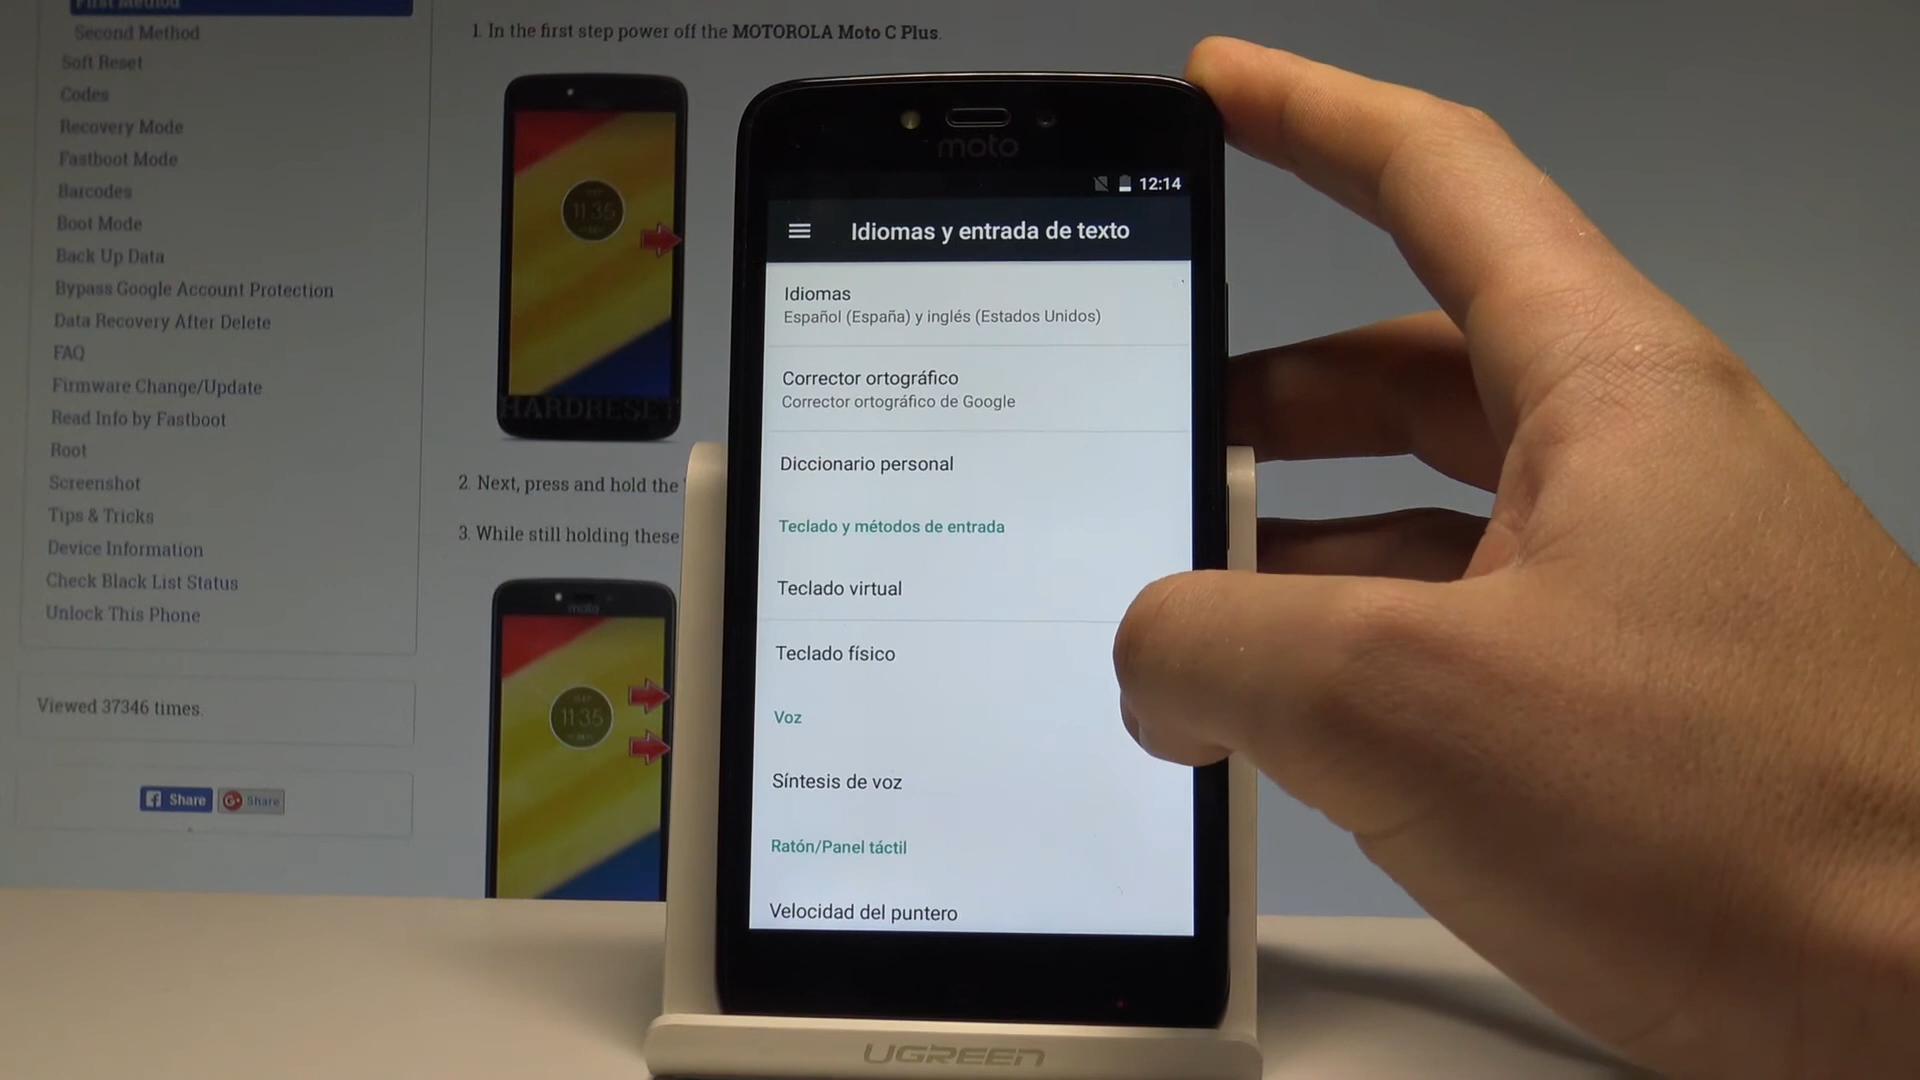 First Method
Second Method
Soft Reset
Codes
Recovery Mode
Fastboot Mode
Barcodes
Boot Mode
Back Up Data
Bypass Google Account Protection
Data Recovery After Delete
FAQ
Firmware Change/Update
Read Info by Fastboot
Root
Screenshot
Tips & Tricks
Device Information
Check Black List Status
Unlock This Phone
Viewed 37346 times.
Share
Share
1. In the first step power off the MOTOROLA Moto C Plus.
11:35
HARDRESET
2. Next, press and hold the
3. While still holding these
moto
11:35
moto
12:14
Idiomas y entrada de texto
Idiomas
Español (España) y inglés (Estados Unidos)
Corrector ortográfico
Corrector ortográfico de Google
Diccionario personal
Teclado y métodos de entrada
Teclado virtual
Teclado físico
Voz
Síntesis de voz
Ratón/Panel táctil
Velocidad del puntero
UGREEN